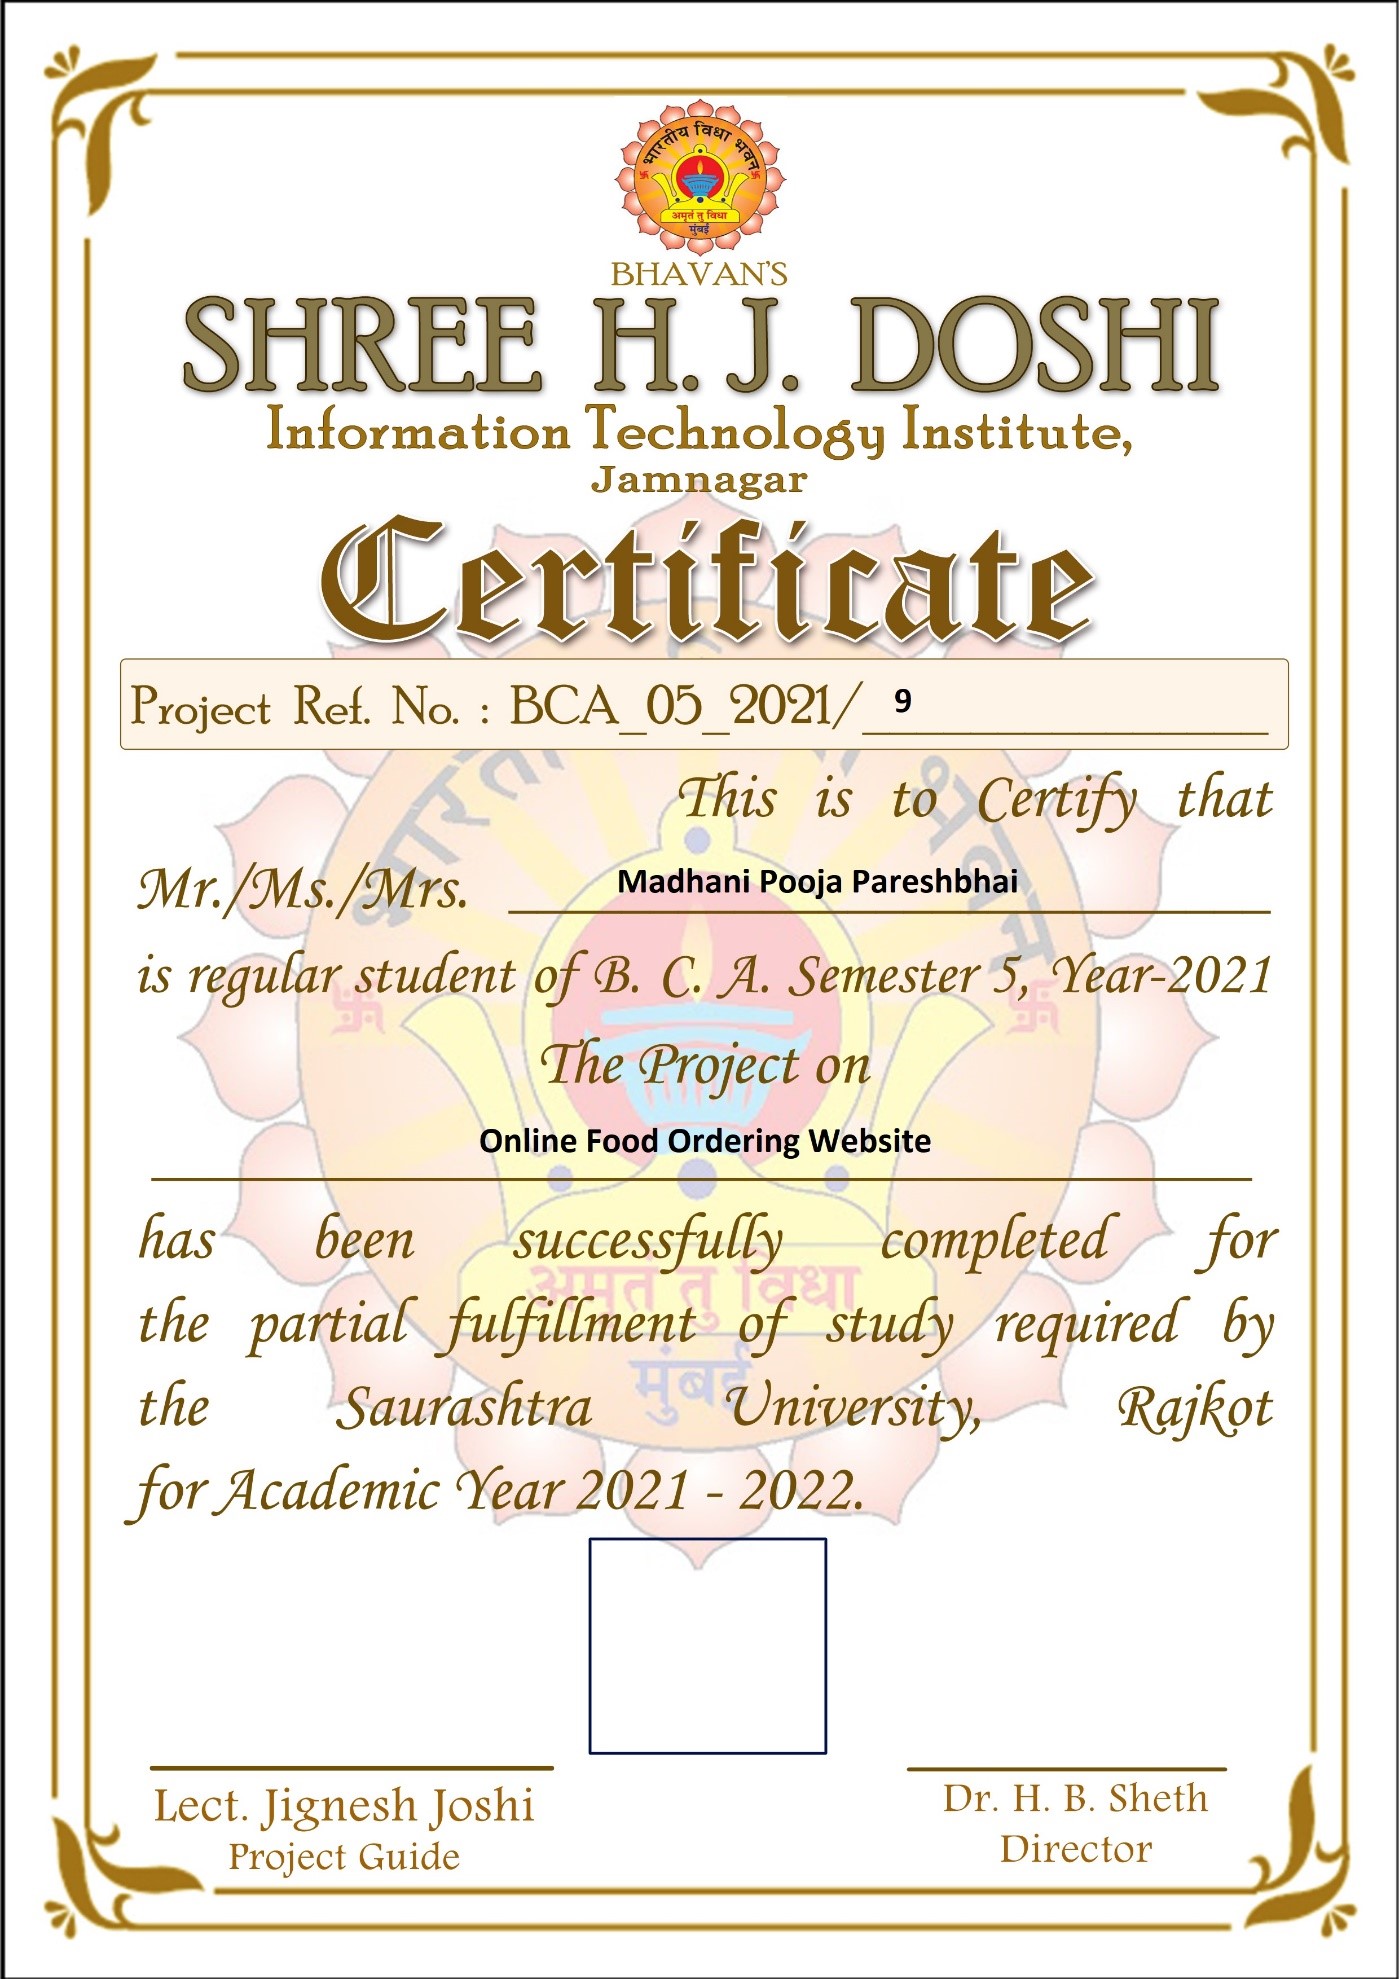 भारतीय विधा भवन
अमृतं तु विधा
मुंबई
BHAVAN'S
SHREE H. J. DOSHI
Information Technology Institute,
Jamnagar
Certificate
Project Ref. No. : BCA_05_2021/ 9
This is to Certify that
Mr./Ms./Mrs. Madhani Pooja Pareshbhai
is regular student of B. C. A. Semester 5, Year-2021
The Project on
Online Food Ordering Website
has been successfully completed for
the partial fulfillment of study required by
the Saurashtra University, Rajkot
for Academic Year 2021 - 2022.
अमृतं तु विधा
मुंबई
Lect. Jignesh Joshi
Project Guide
Dr. H. B. Sheth
Director